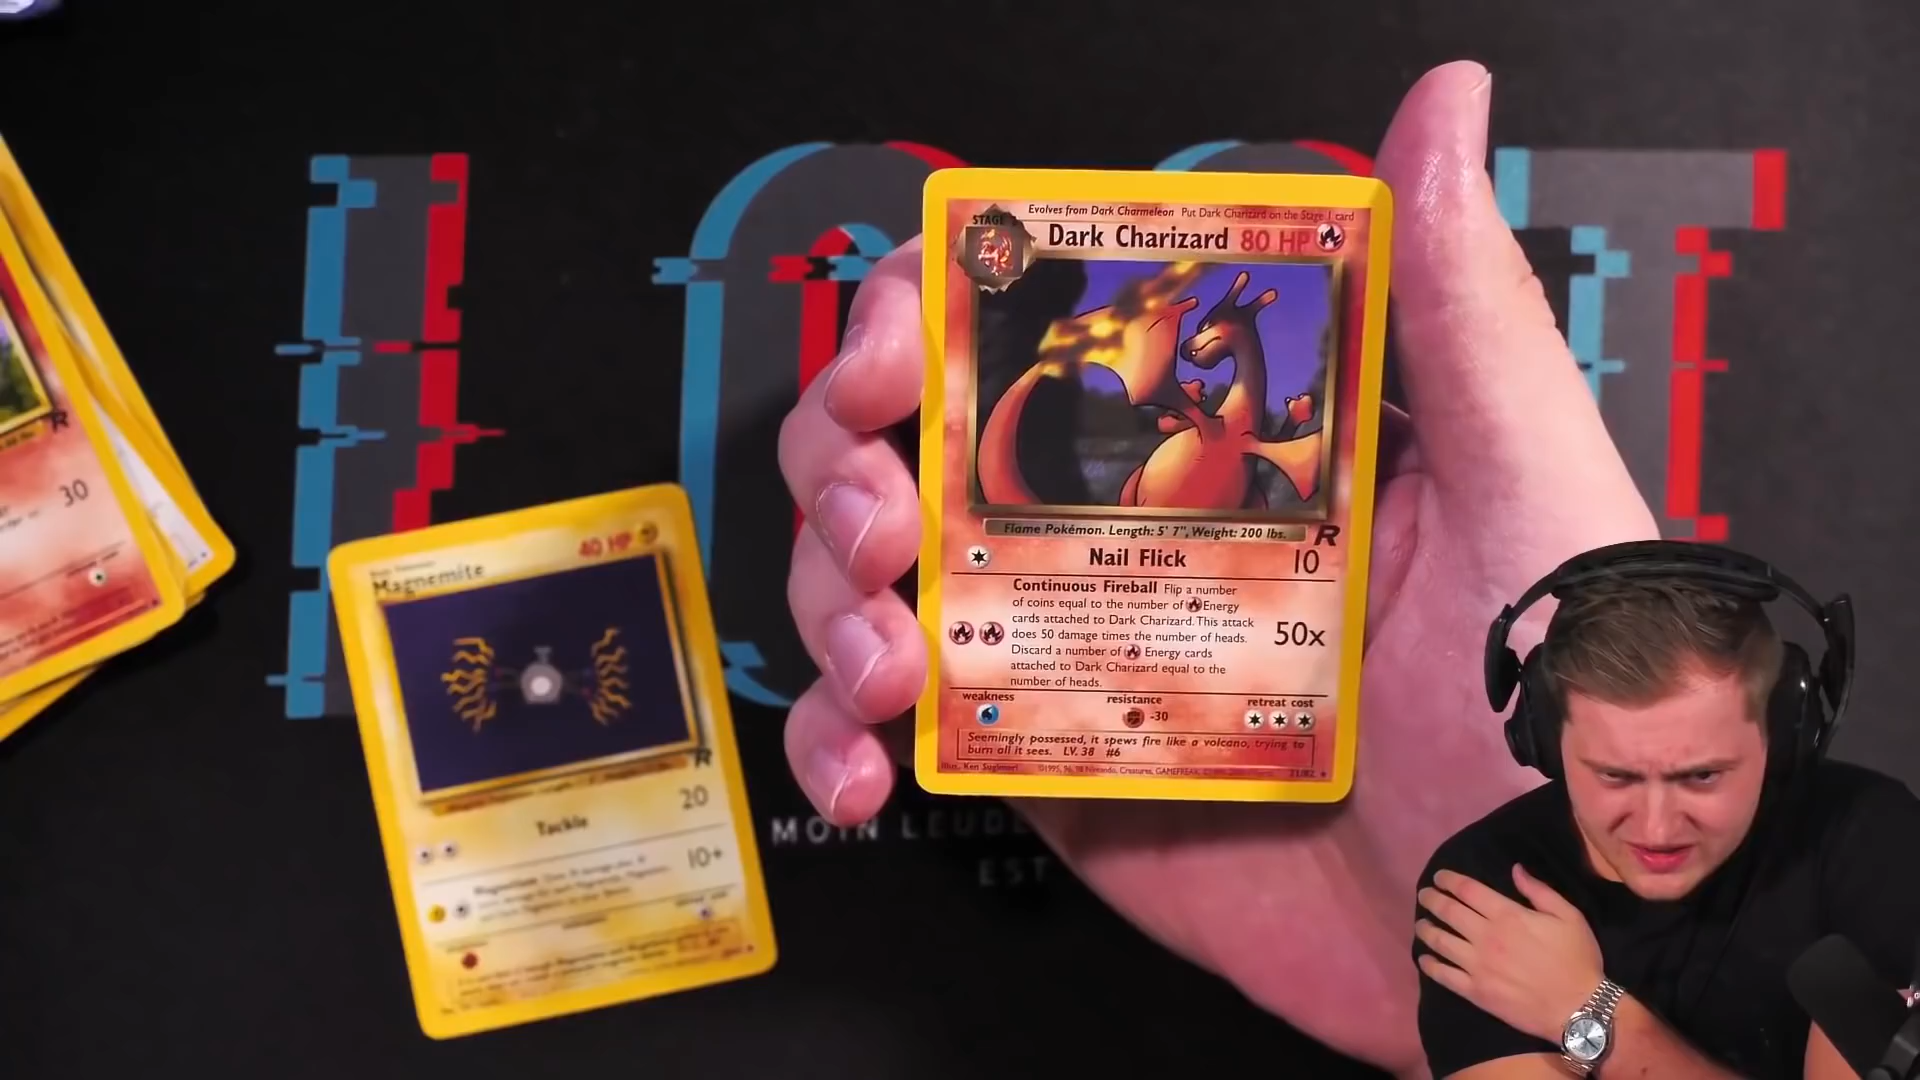 LOOT
MOIN LEUDE
EST
30
Magnemite
40 HP
R
Tackle
20
10+
Evolves from Dark Charmeleon Put Dark Charizard on the Stage 1 card
STAGE
Dark Charizard 80 HP
Flame Pokémon. Length: 5' 7", Weight: 200 lbs.
R
Nail Flick 10
Continuous Fireball Flip a number
of coins equal to the number of Energy
cards attached to Dark Charizard. This attack
does 50 damage times the number of heads.
Discard a number of Energy cards
attached to Dark Charizard equal to the
number of heads.
50x
weakness resistance retreat cost
-30
Seemingly possessed, it spews fire like a volcano, trying to
burn all it sees. LV. 38 #6
Illus. Ken Sugimori ©1995, 96, 98 Nintendo, Creatures, GAMEFREAK. 21/82